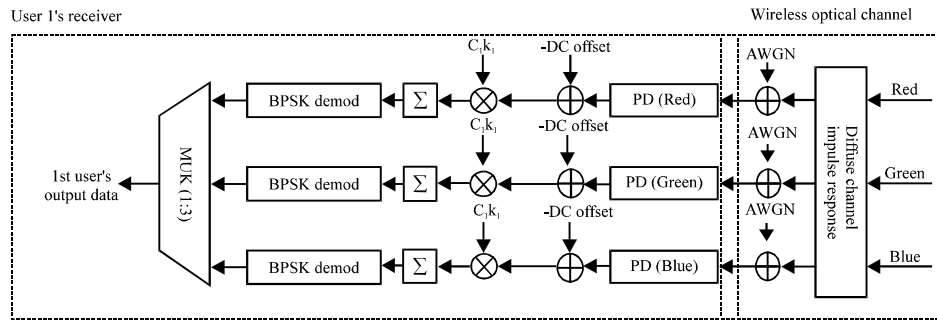 User 1's receiver
Wireless optical channel
C₁k₁
-DC offset
AWGN
BPSK demod
Σ
PD (Red)
Red
C₁k₁
-DC offset
AWGN
1st user's
output data
MUK (1:3)
BPSK demod
Σ
PD (Green)
Diffuse channel
impulse response
Green
C₁k₁
-DC offset
AWGN
BPSK demod
Σ
PD (Blue)
Blue